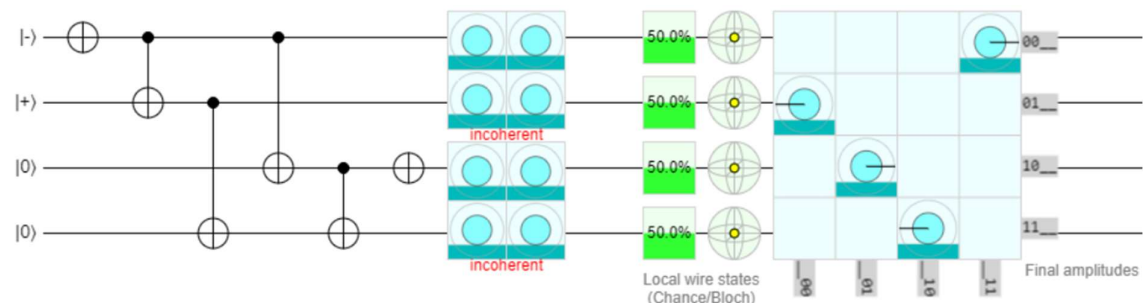 |-⟩ 50.0% 00__
|+⟩ 50.0% 01__
incoherent
|0⟩ 50.0% 10__
|0⟩ 50.0% 11__
incoherent
Local wire states
(Chance/Bloch)
__00 __01 __10 __11
Final amplitudes